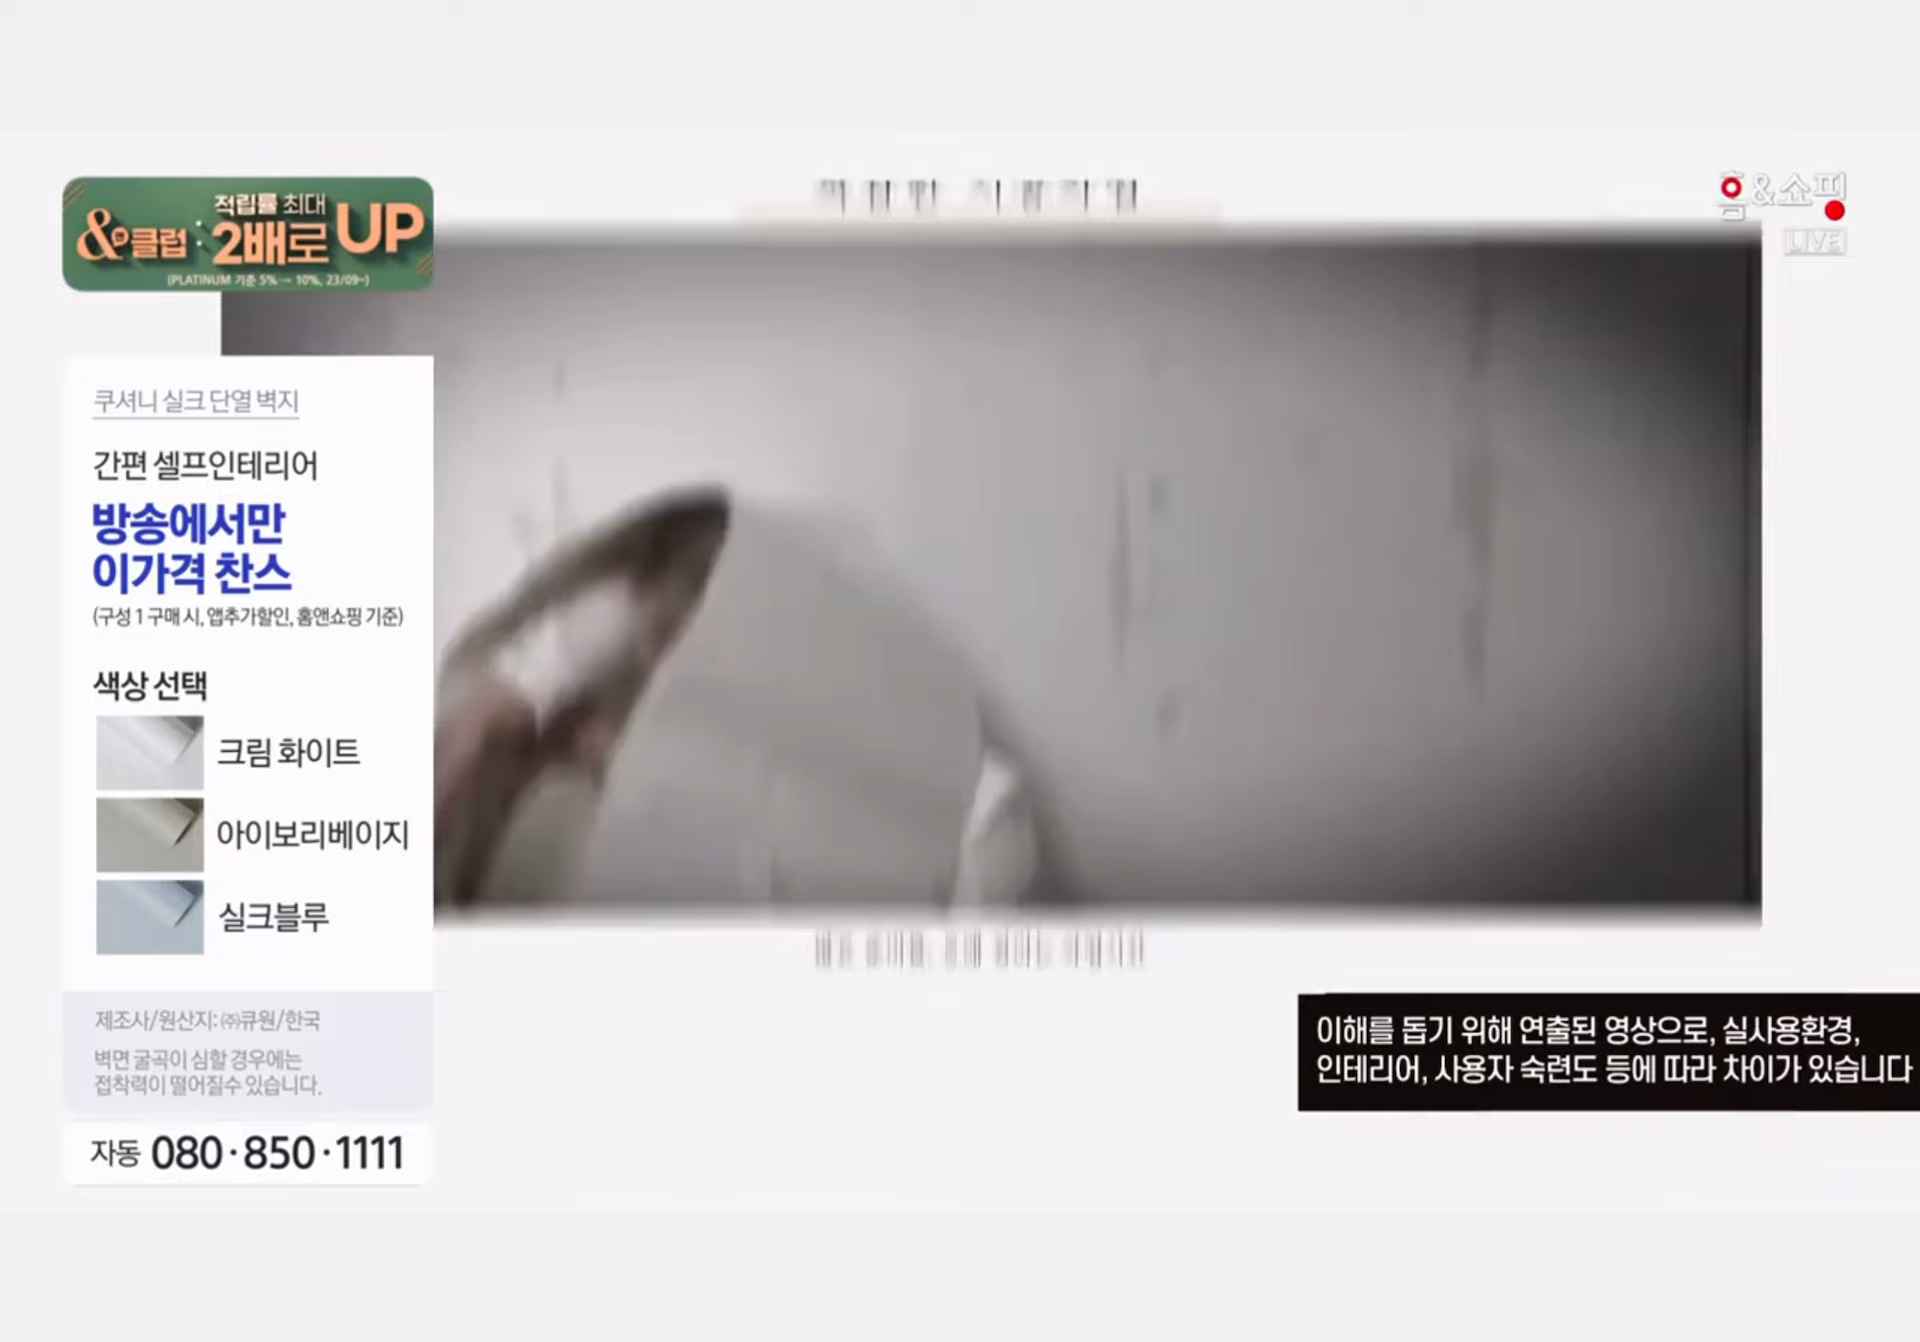 적립률 최대
&앤클럽 : 2배로 UP
(PLATINUM 기준 5% → 10%, 23/09~)
홈&쇼핑
LIVE
쿠셔니 실크 단열 벽지
간편 셀프인테리어
방송에서만
이가격 찬스
(구성 1 구매 시, 앱추가할인, 홈앤쇼핑 기준)
색상 선택
크림 화이트
아이보리베이지
실크블루
제조사/원산지: ㈜큐원/한국
벽면 굴곡이 심할 경우에는
접착력이 떨어질수 있습니다.
자동 080·850·1111
이해를 돕기 위해 연출된 영상으로, 실사용환경,
인테리어, 사용자 숙련도 등에 따라 차이가 있습니다